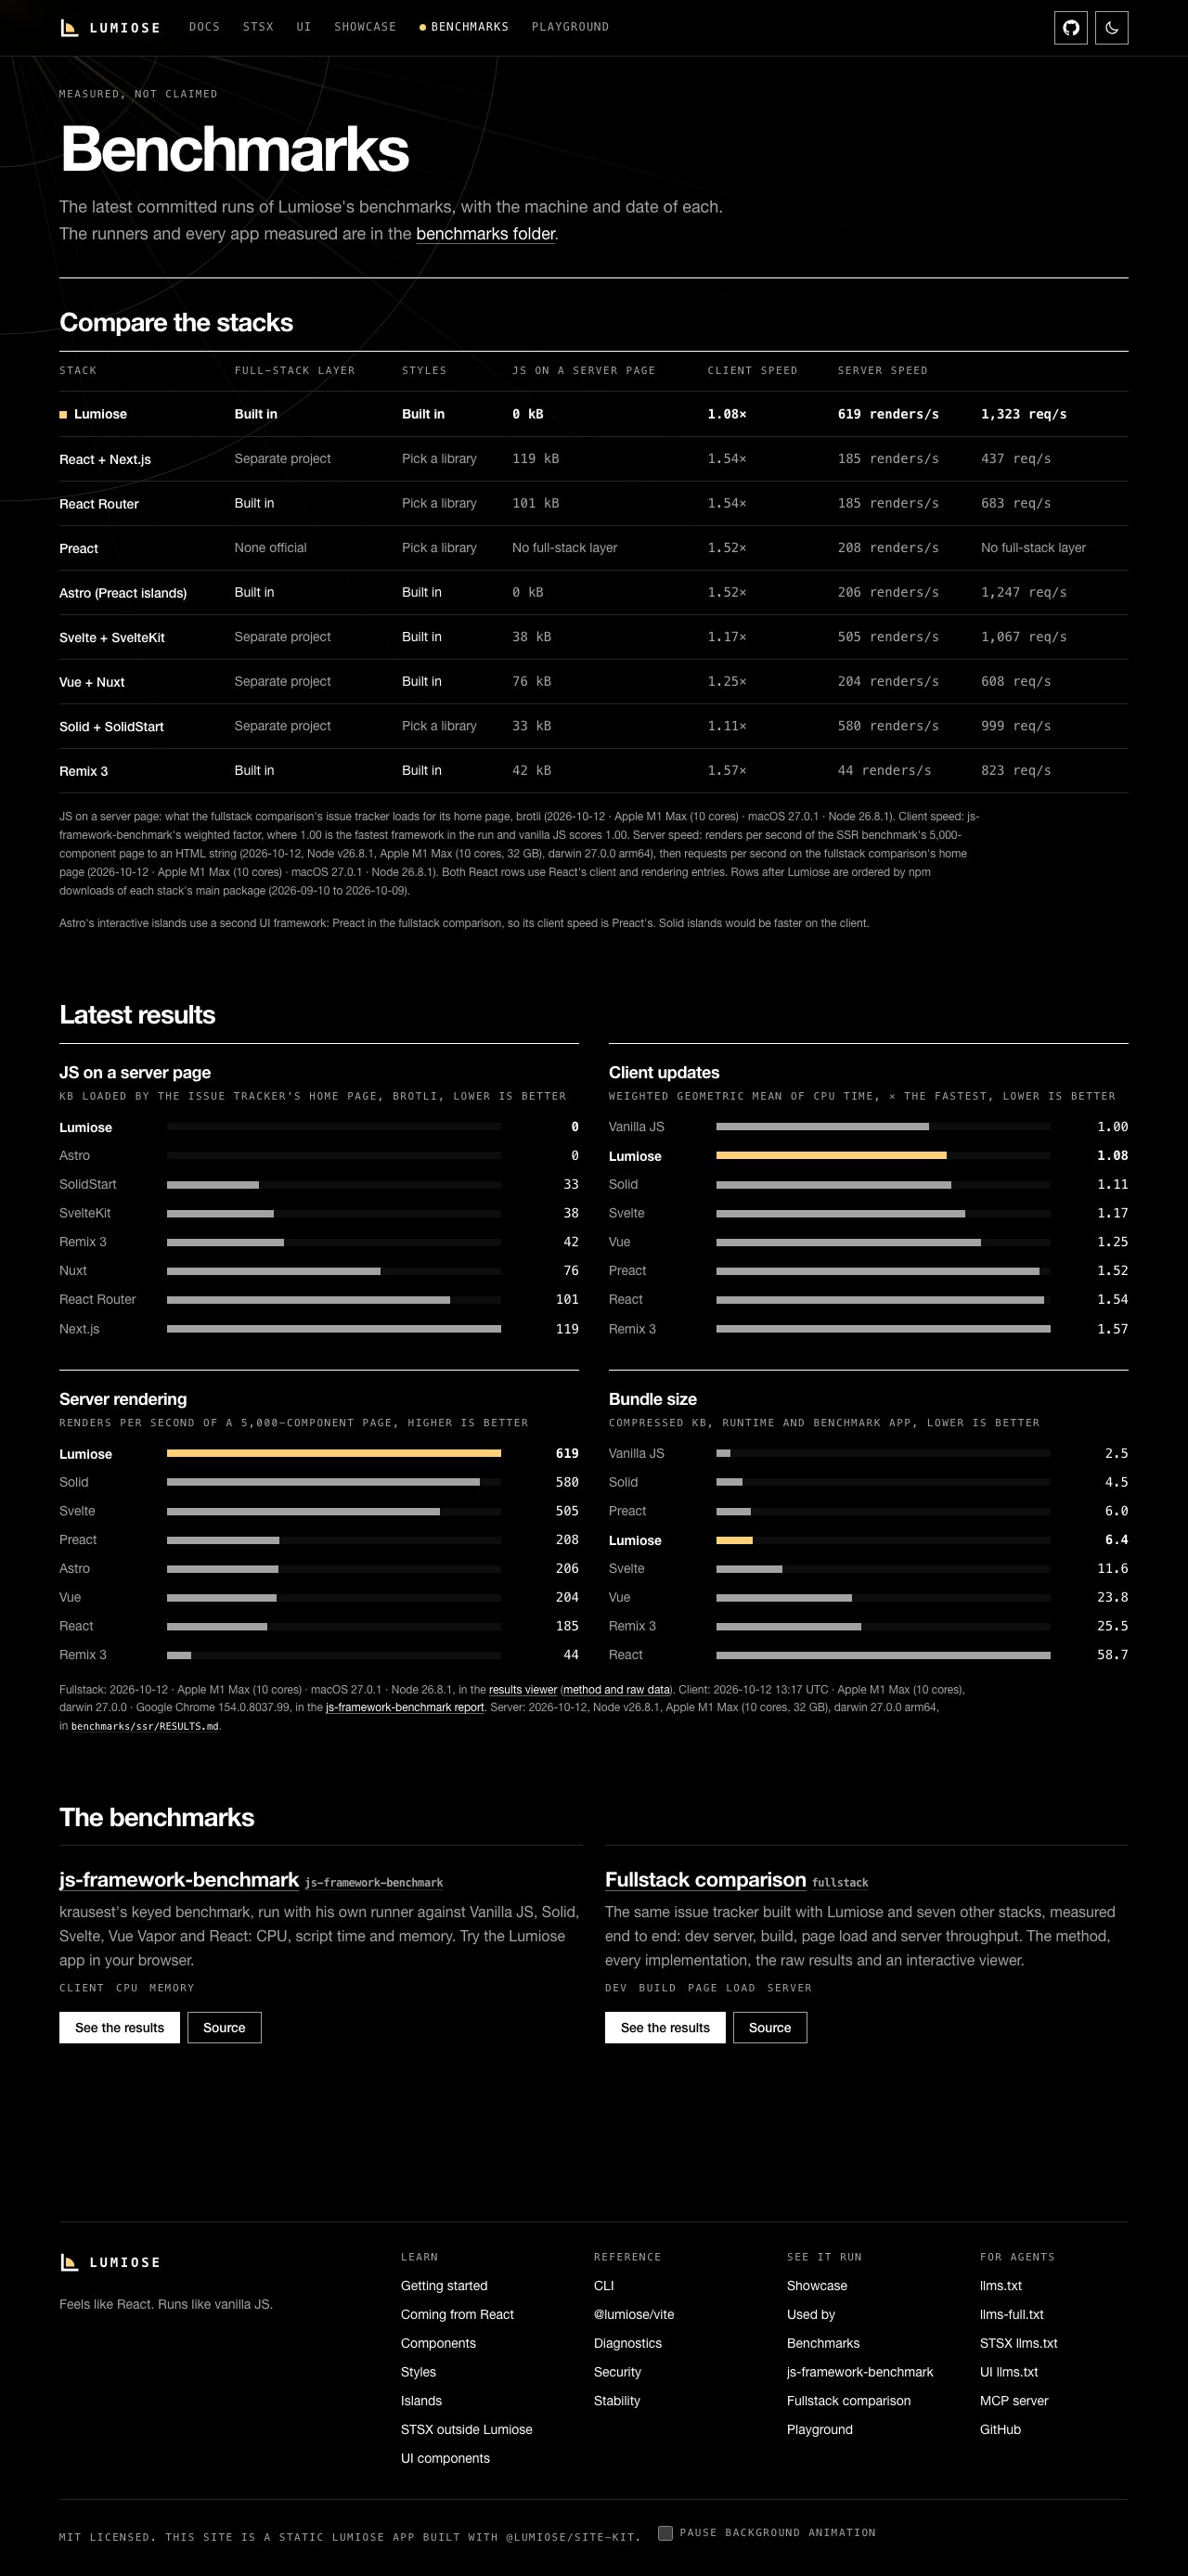 LUMIOSE DOCS STSX UI SHOWCASE BENCHMARKS PLAYGROUND
MEASURED, NOT CLAIMED
Benchmarks
The latest committed runs of Lumiose's benchmarks, with the machine and date of each.
The runners and every app measured are in the benchmarks folder.
Compare the stacks
STACK FULL-STACK LAYER STYLES JS ON A SERVER PAGE CLIENT SPEED SERVER SPEED
Lumiose Built in Built in 0 kB 1.08× 619 renders/s 1,323 req/s
React + Next.js Separate project Pick a library 119 kB 1.54× 185 renders/s 437 req/s
React Router Built in Pick a library 101 kB 1.54× 185 renders/s 683 req/s
Preact None official Pick a library No full-stack layer 1.52× 208 renders/s No full-stack layer
Astro (Preact islands) Built in Built in 0 kB 1.52× 206 renders/s 1,247 req/s
Svelte + SvelteKit Separate project Built in 38 kB 1.17× 505 renders/s 1,067 req/s
Vue + Nuxt Separate project Built in 76 kB 1.25× 204 renders/s 608 req/s
Solid + SolidStart Separate project Pick a library 33 kB 1.11× 580 renders/s 999 req/s
Remix 3 Built in Built in 42 kB 1.57× 44 renders/s 823 req/s
JS on a server page: what the fullstack comparison's issue tracker loads for its home page, brotli (2026-10-12 · Apple M1 Max (10 cores) · macOS 27.0.1 · Node 26.8.1). Client speed: js-
framework-benchmark's weighted factor, where 1.00 is the fastest framework in the run and vanilla JS scores 1.00. Server speed: renders per second of the SSR benchmark's 5,000-
component page to an HTML string (2026-10-12, Node v26.8.1, Apple M1 Max (10 cores, 32 GB), darwin 27.0.0 arm64), then requests per second on the fullstack comparison's home
page (2026-10-12 · Apple M1 Max (10 cores) · macOS 27.0.1 · Node 26.8.1). Both React rows use React's client and rendering entries. Rows after Lumiose are ordered by npm
downloads of each stack's main package (2026-09-10 to 2026-10-09).
Astro's interactive islands use a second UI framework: Preact in the fullstack comparison, so its client speed is Preact's. Solid islands would be faster on the client.
Latest results
JS on a server page
KB LOADED BY THE ISSUE TRACKER'S HOME PAGE, BROTLI, LOWER IS BETTER
Lumiose 0
Astro 0
SolidStart 33
SvelteKit 38
Remix 3 42
Nuxt 76
React Router 101
Next.js 119
Client updates
WEIGHTED GEOMETRIC MEAN OF CPU TIME, × THE FASTEST, LOWER IS BETTER
Vanilla JS 1.00
Lumiose 1.08
Solid 1.11
Svelte 1.17
Vue 1.25
Preact 1.52
React 1.54
Remix 3 1.57
Server rendering
RENDERS PER SECOND OF A 5,000-COMPONENT PAGE, HIGHER IS BETTER
Lumiose 619
Solid 580
Svelte 505
Preact 208
Astro 206
Vue 204
React 185
Remix 3 44
Bundle size
COMPRESSED KB, RUNTIME AND BENCHMARK APP, LOWER IS BETTER
Vanilla JS 2.5
Solid 4.5
Preact 6.0
Lumiose 6.4
Svelte 11.6
Vue 23.8
Remix 3 25.5
React 58.7
Fullstack: 2026-10-12 · Apple M1 Max (10 cores) · macOS 27.0.1 · Node 26.8.1, in the results viewer (method and raw data). Client: 2026-10-12 13:17 UTC · Apple M1 Max (10 cores),
darwin 27.0.0 · Google Chrome 154.0.8037.99, in the js-framework-benchmark report. Server: 2026-10-12, Node v26.8.1, Apple M1 Max (10 cores, 32 GB), darwin 27.0.0 arm64,
in benchmarks/ssr/RESULTS.md.
The benchmarks
js-framework-benchmark js-framework-benchmark
krausest's keyed benchmark, run with his own runner against Vanilla JS, Solid,
Svelte, Vue Vapor and React: CPU, script time and memory. Try the Lumiose
app in your browser.
CLIENT CPU MEMORY
See the results Source
Fullstack comparison fullstack
The same issue tracker built with Lumiose and seven other stacks, measured
end to end: dev server, build, page load and server throughput. The method,
every implementation, the raw results and an interactive viewer.
DEV BUILD PAGE LOAD SERVER
See the results Source
LUMIOSE
Feels like React. Runs like vanilla JS.
LEARN
Getting started
Coming from React
Components
Styles
Islands
STSX outside Lumiose
UI components
REFERENCE
CLI
@lumiose/vite
Diagnostics
Security
Stability
SEE IT RUN
Showcase
Used by
Benchmarks
js-framework-benchmark
Fullstack comparison
Playground
FOR AGENTS
llms.txt
llms-full.txt
STSX llms.txt
UI llms.txt
MCP server
GitHub
MIT LICENSED. THIS SITE IS A STATIC LUMIOSE APP BUILT WITH @LUMIOSE/SITE-KIT. PAUSE BACKGROUND ANIMATION